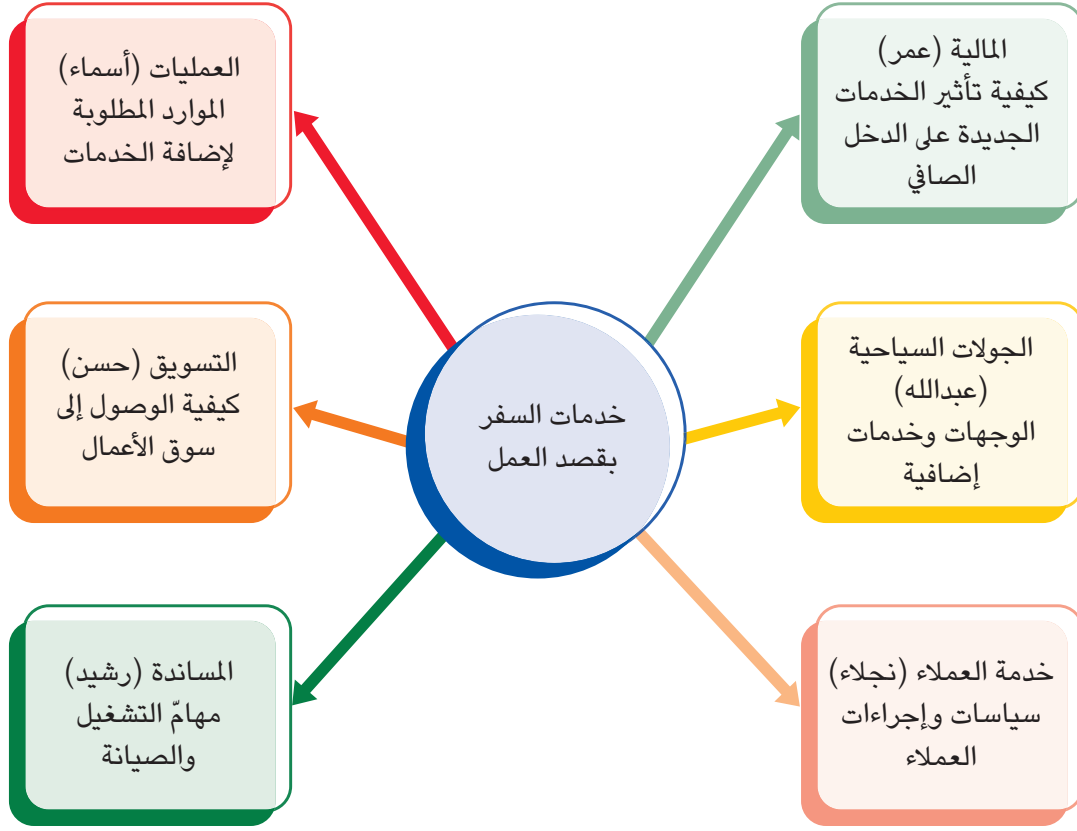 المالية (عمر)
كيفية تأثير الخدمات
الجديدة على الدخل
الصافي
العمليات (أسماء)
الموارد المطلوبة
لإضافة الخدمات
الجولات السياحية
(عبدالله)
الوجهات وخدمات
إضافية
خدمات السفر
بقصد العمل
التسويق (حسن)
كيفية الوصول إلى
سوق الأعمال
خدمة العملاء (نجلاء)
سياسات وإجراءات
العملاء
المساندة (رشيد)
مهامّ التشغيل
والصيانة